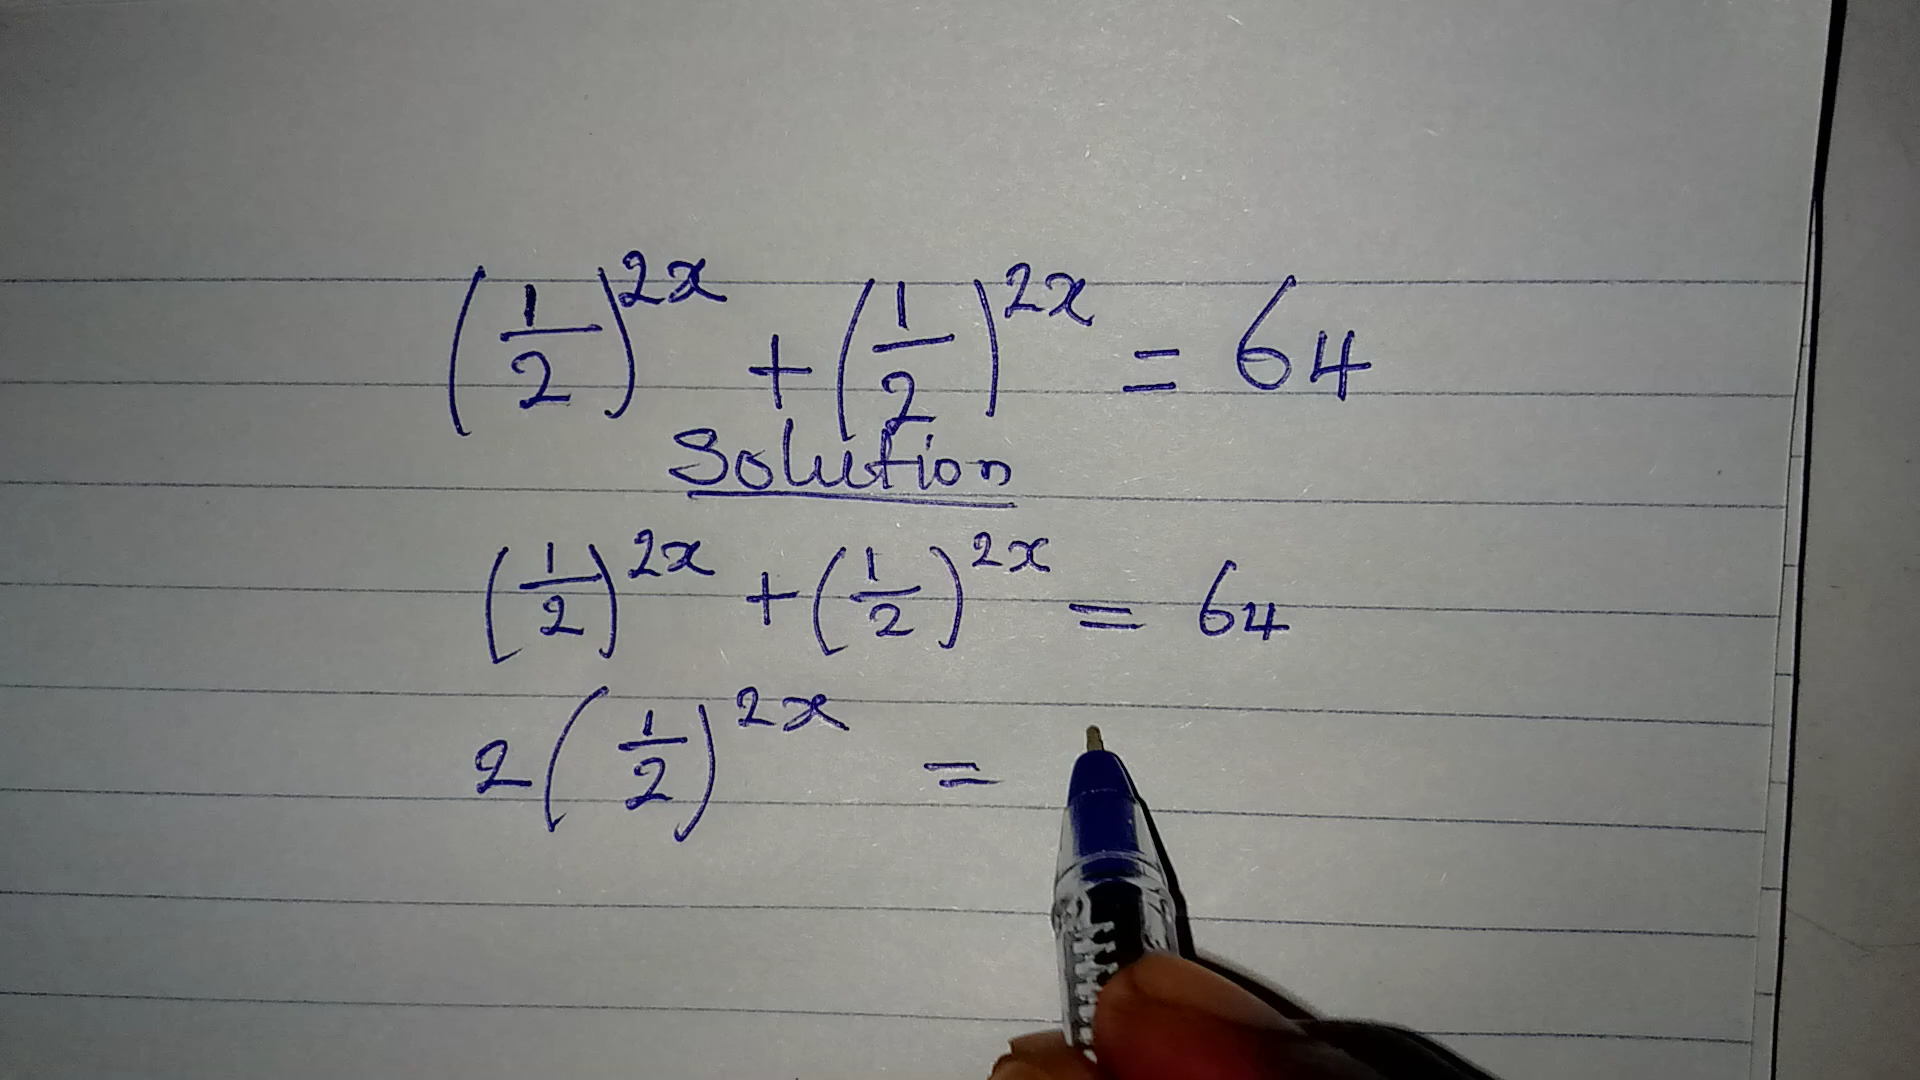 (1/2)^2x + (1/2)^2x = 64
Solution
(1/2)^2x + (1/2)^2x = 64
2(1/2)^2x =